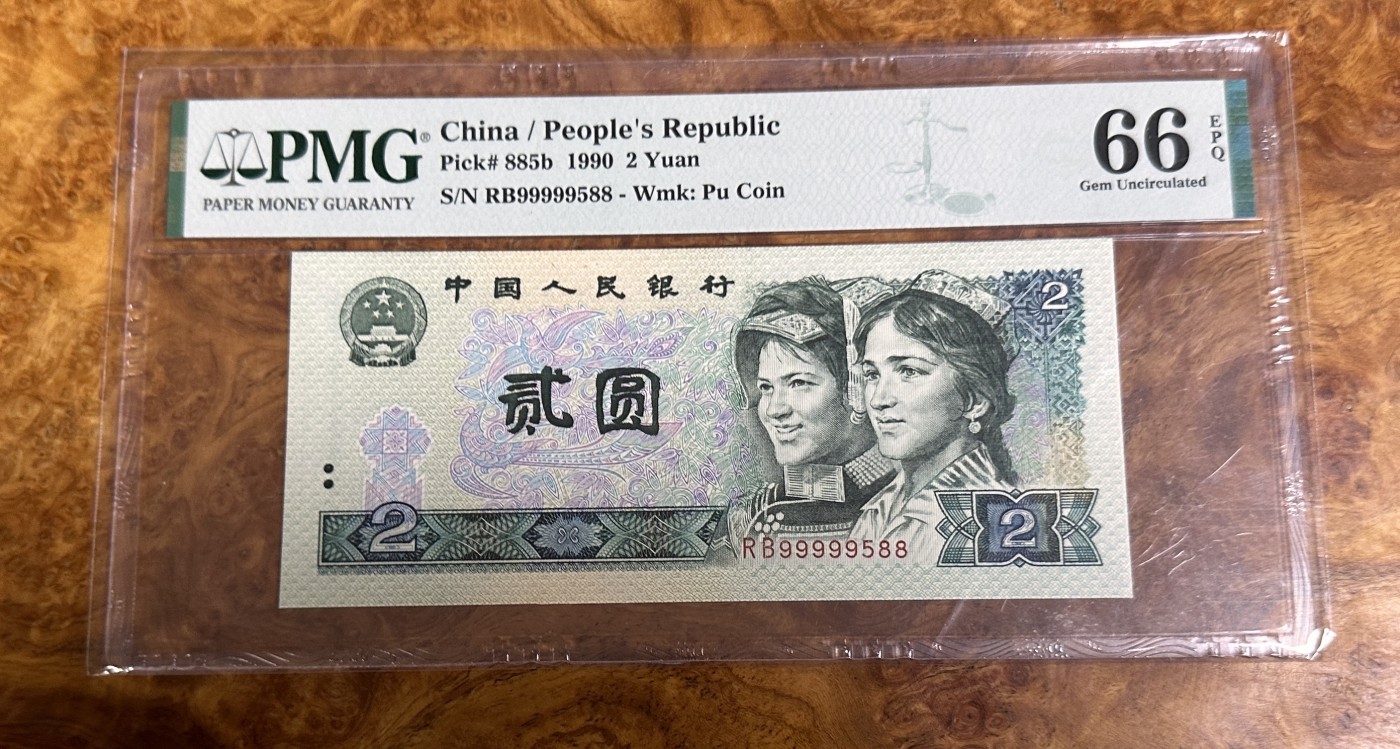 PMG®
PAPER MONEY GUARANTY
China / People's Republic
Pick# 885b 1990 2 Yuan
S/N RB99999588 - Wmk: Pu Coin
66
EPQ
Gem Uncirculated
中国人民银行
2
贰圆
2
RB99999588
2